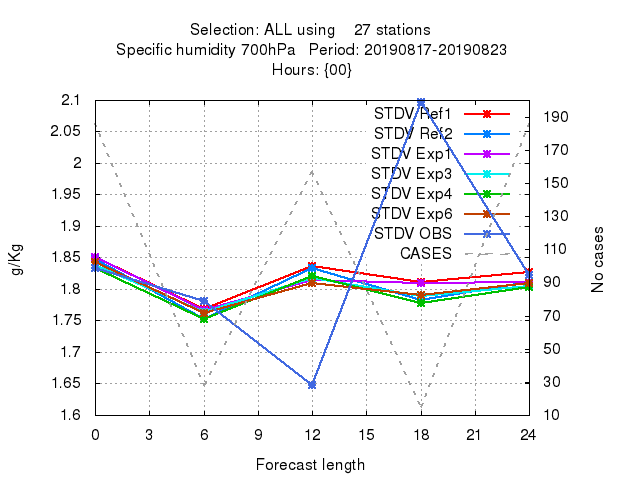 Selection: ALL using    27 stations
Specific humidity 700hPa   Period: 20190817-20190823
Hours: {00}
STDV Ref1
STDV Ref2
STDV Exp1
STDV Exp3
STDV Exp4
STDV Exp6
STDV OBS
CASES
2.1
2.05
2
1.95
1.9
1.85
1.8
1.75
1.7
1.65
1.6
g/Kg
190
170
150
130
110
90
70
50
30
10
No cases
0 3 6 9 12 15 18 21 24
Forecast length